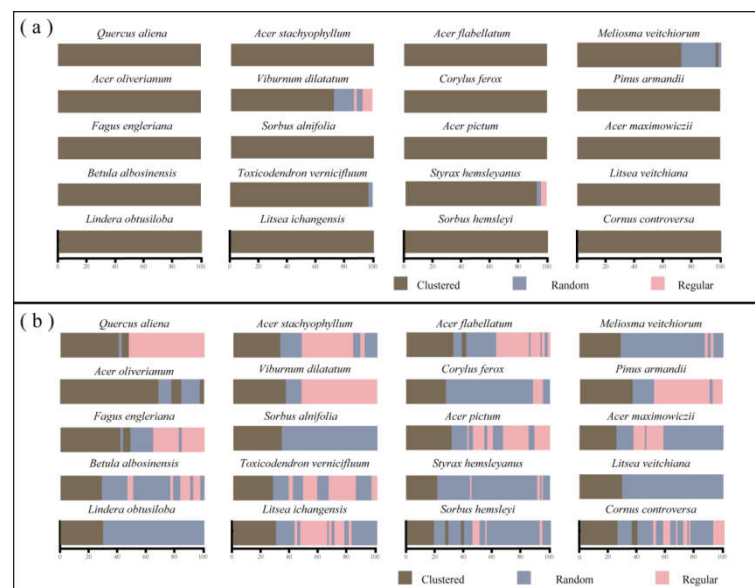 ( a )
Quercus aliena Acer stachyophyllum Acer flabellatum Meliosma veitchiorum
Acer oliverianum Viburnum dilatatum Corylus ferox Pinus armandii
Fagus engleriana Sorbus alnifolia Acer pictum Acer maximowiczii
Betula albosinensis Toxicodendron vernicifluum Styrax hemsleyanus Litsea veitchiana
Lindera obtusiloba Litsea ichangensis Sorbus hemsleyi Cornus controversa
0 20 40 60 80 100 0 20 40 60 80 100 0 20 40 60 80 100 0 20 40 60 80 100
Clustered Random Regular
( b )
Quercus aliena Acer stachyophyllum Acer flabellatum Meliosma veitchiorum
Acer oliverianum Viburnum dilatatum Corylus ferox Pinus armandii
Fagus engleriana Sorbus alnifolia Acer pictum Acer maximowiczii
Betula albosinensis Toxicodendron vernicifluum Styrax hemsleyanus Litsea veitchiana
Lindera obtusiloba Litsea ichangensis Sorbus hemsleyi Cornus controversa
0 20 40 60 80 100 0 20 40 60 80 100 0 20 40 60 80 100 0 20 40 60 80 100
Clustered Random Regular